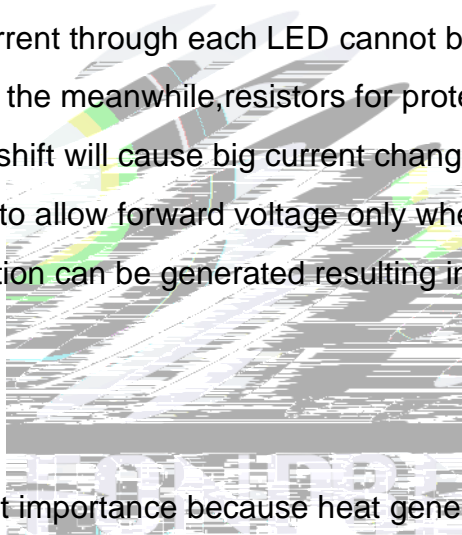 rrent through each LED cannot b
the meanwhile,resistors for prote
shift will cause big current chang
to allow forward voltage only whe
tion can be generated resulting in
t importance because heat gene